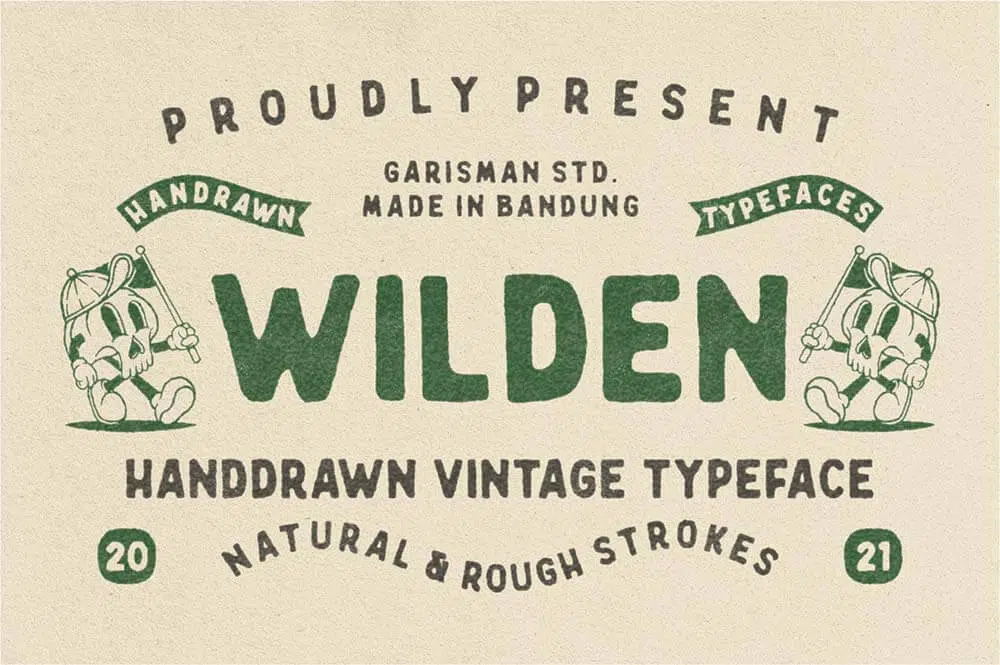 PROUDLY PRESENT
GARISMAN STD.
MADE IN BANDUNG
HANDRAWN
TYPEFACES
WILDEN
HANDDRAWN VINTAGE TYPEFACE
NATURAL & ROUGH STROKES
20
21